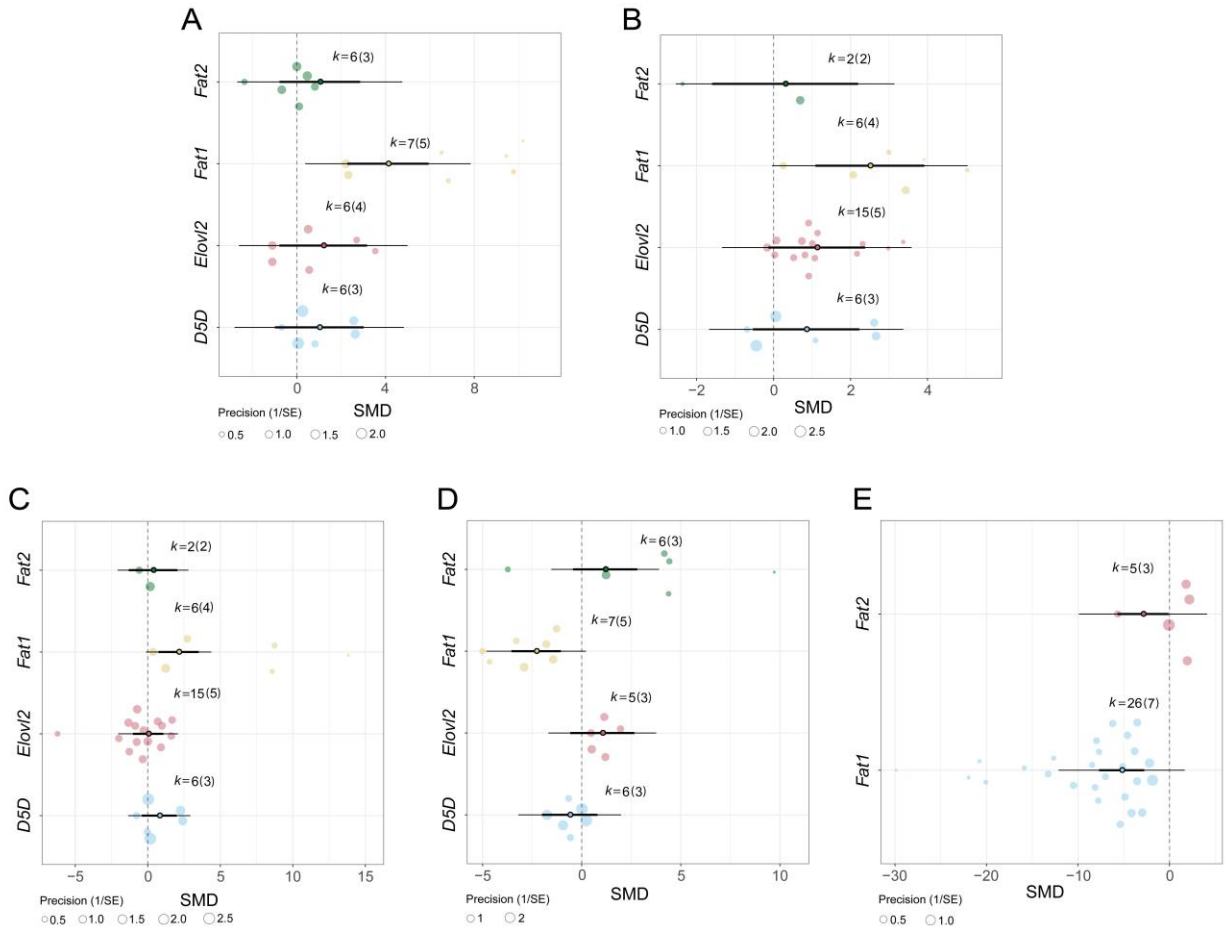 A
Fat2
k=6(3)
Fat1
k=7(5)
Elovl2
k=6(4)
D5D
k=6(3)
0 4 8
SMD
Precision (1/SE)
0.5 1.0 1.5 2.0
B
Fat2
k=2(2)
Fat1
k=6(4)
Elovl2
k=15(5)
D5D
k=6(3)
−2 0 2 4
SMD
Precision (1/SE)
1.0 1.5 2.0 2.5
C
Fat2
k=2(2)
Fat1
k=6(4)
Elovl2
k=15(5)
D5D
k=6(3)
−5 0 5 10 15
SMD
Precision (1/SE)
0.5 1.0 1.5 2.0 2.5
D
Fat2
k=6(3)
Fat1
k=7(5)
Elovl2
k=5(3)
D5D
k=6(3)
−5 0 5 10
SMD
Precision (1/SE)
1 2
E
Fat2
k=5(3)
Fat1
k=26(7)
−30 −20 −10 0
SMD
Precision (1/SE)
0.5 1.0